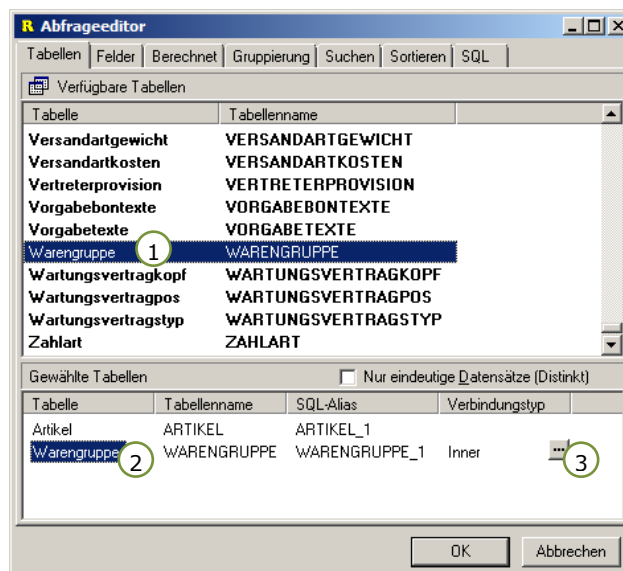 R Abfrageeditor
Tabellen Felder Berechnet Gruppierung Suchen Sortieren SQL
Verfügbare Tabellen
Tabelle Tabellenname
Versandartgewicht VERSANDARTGEWICHT
Versandartkosten VERSANDARTKOSTEN
Vertreterprovision VERTRETERPROVISION
Vorgabebontexte VORGABEBONTEXTE
Vorgabetexte VORGABETEXTE
Warengruppe 1 WARENGRUPPE
Wartungsvertragkopf WARTUNGSVERTRAGKOPF
Wartungsvertragpos WARTUNGSVERTRAGPOS
Wartungsvertragstyp WARTUNGSVERTRAGSTYP
Zahlart ZAHLART
Gewählte Tabellen Nur eindeutige Datensätze (Distinkt)
Tabelle Tabellenname SQL-Alias Verbindungstyp
Artikel ARTIKEL ARTIKEL_1
Warengruppe 2 WARENGRUPPE WARENGRUPPE_1 Inner ... 3
OK Abbrechen